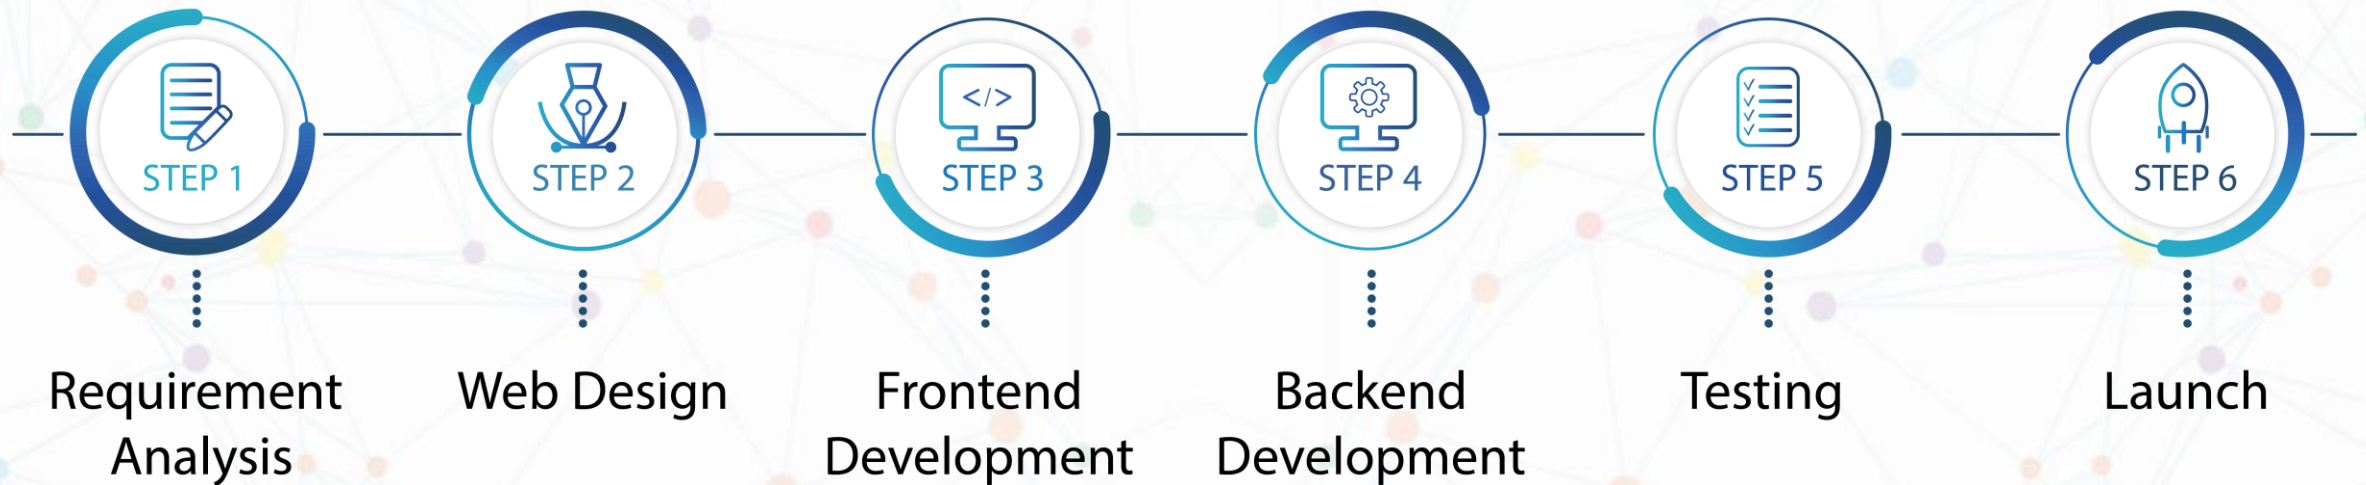 STEP 1
STEP 2
</>
STEP 3
STEP 4
STEP 5
STEP 6
Requirement
Analysis
Web Design
Frontend
Development
Backend
Development
Testing
Launch